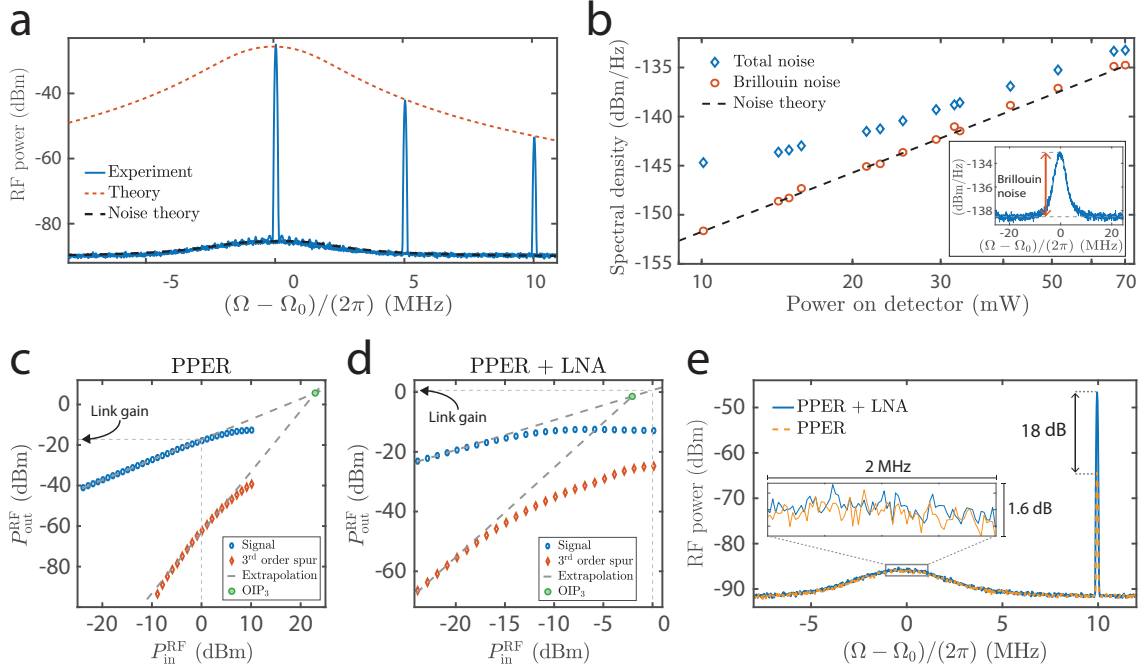 a
RF power (dBm)
-40
-60
-80
Experiment
Theory
Noise theory
-5
0
5
10
(Ω − Ω₀)/(2π) (MHz)
b
Spectral density (dBm/Hz)
-135
-140
-145
-150
-155
Total noise
Brillouin noise
Noise theory
10
20
30
40
50
70
Power on detector (mW)
(dBm/Hz)
-134
-136
-138
Brillouin
noise
-20
0
20
(Ω − Ω₀)/(2π) (MHz)
c
PPER
P_out^RF (dBm)
0
-20
-40
-60
-80
Link gain
Signal
3rd order spur
Extrapolation
OIP₃
-20
-10
0
10
20
P_in^RF (dBm)
d
PPER + LNA
P_out^RF (dBm)
0
-20
-40
-60
Link gain
Signal
3rd order spur
Extrapolation
OIP₃
-20
-15
-10
-5
0
P_in^RF (dBm)
e
RF power (dBm)
-50
-70
-90
PPER + LNA
PPER
18 dB
2 MHz
1.6 dB
-5
0
5
10
(Ω − Ω₀)/(2π) (MHz)